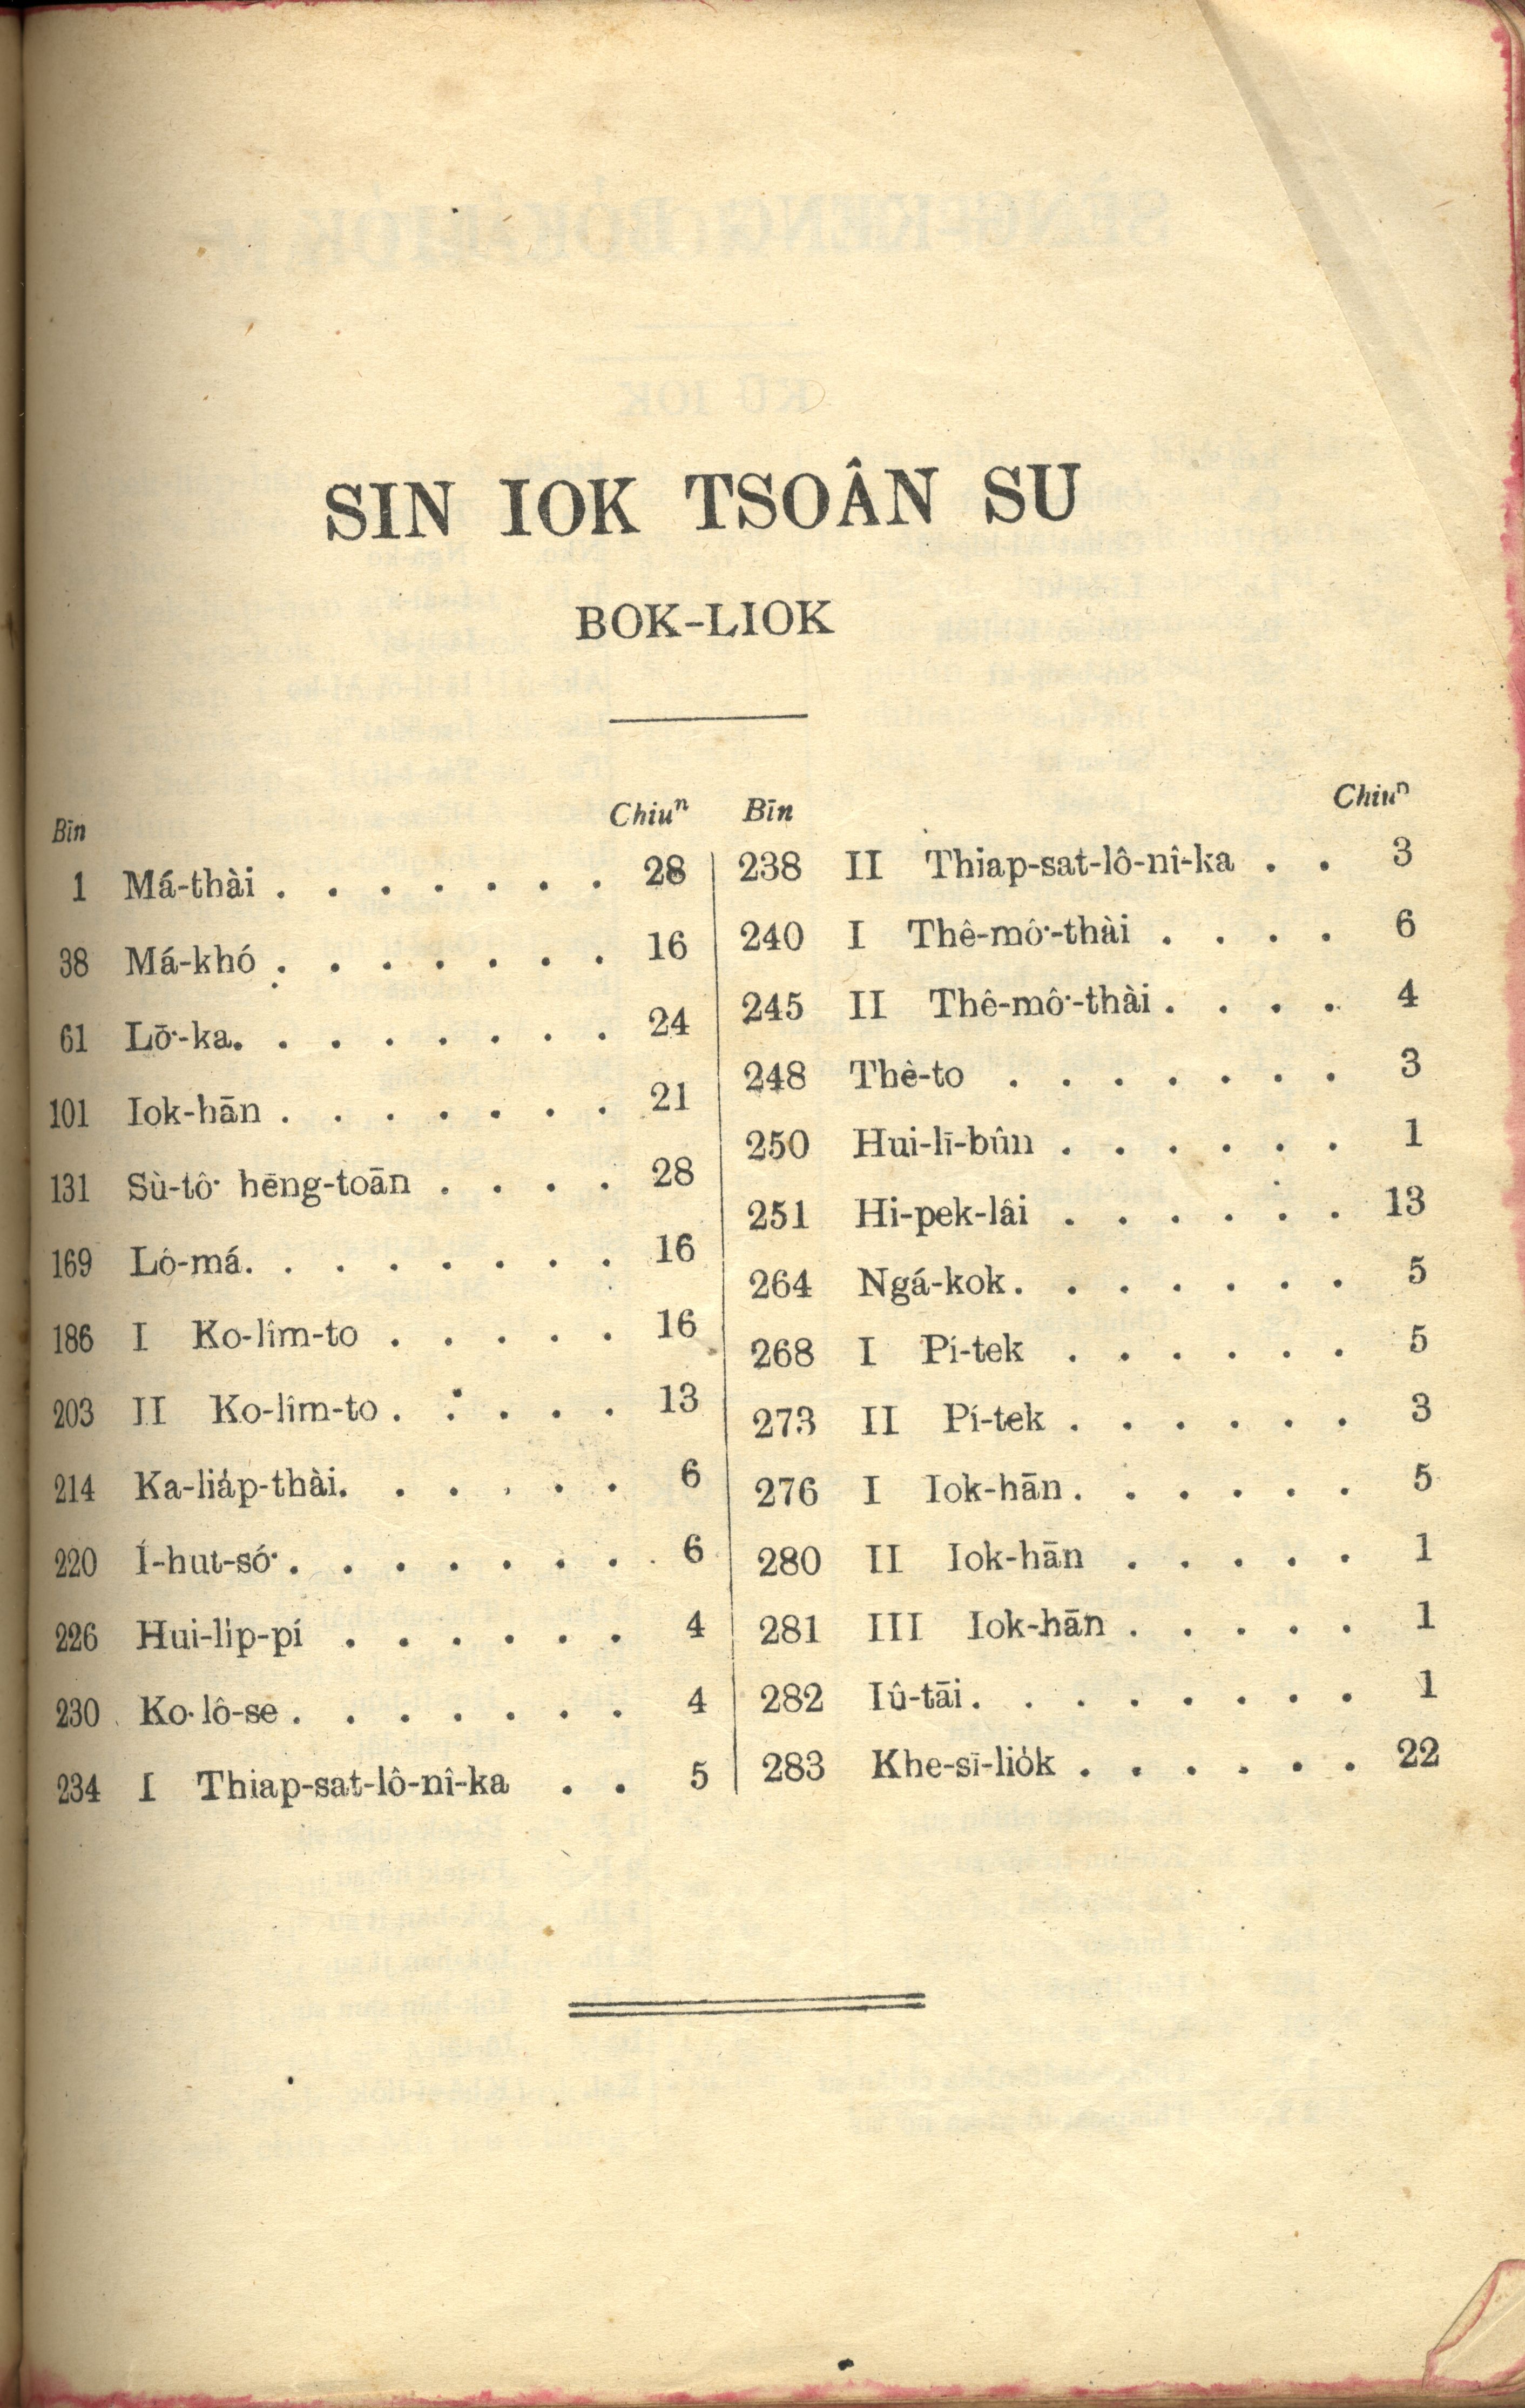 SIN IOK TSOÂN SU
BOK-LIOK
Bīn Chiuⁿ
1 Má-thài . . . . . . . 28
38 Má-khó . . . . . . . 16
61 Lō͘-ka. . . . . . . . 24
101 Iok-hān . . . . . . . 21
131 Sù-tô͘ hēng-toān . . . . 28
169 Lô-má. . . . . . . . 16
186 I Ko-lîm-to . . . . . 16
203 II Ko-lîm-to . . . . . 13
214 Ka-lia̍p-thài. . . . . . 6
220 Í-hut-só͘ . . . . . . . 6
226 Hui-li̍p-pí . . . . . . 4
230 Ko-lô-se . . . . . . . 4
234 I Thiap-sat-lô-nî-ka . . 5
Bīn Chiuⁿ
238 II Thiap-sat-lô-nî-ka . . 3
240 I Thê-mô͘-thài . . . . 6
245 II Thê-mô͘-thài . . . . 4
248 Thê-to . . . . . . . 3
250 Hui-lī-bûn . . . . . . 1
251 Hi-pek-lâi . . . . . . 13
264 Ngá-kok. . . . . . . 5
268 I Pí-tek . . . . . . 5
273 II Pí-tek . . . . . . 3
276 I Iok-hān . . . . . . 5
280 II Iok-hān . . . . . 1
281 III Iok-hān . . . . . 1
282 Iû-tāi. . . . . . . . 1
283 Khe-sī-lio̍k . . . . . . 22